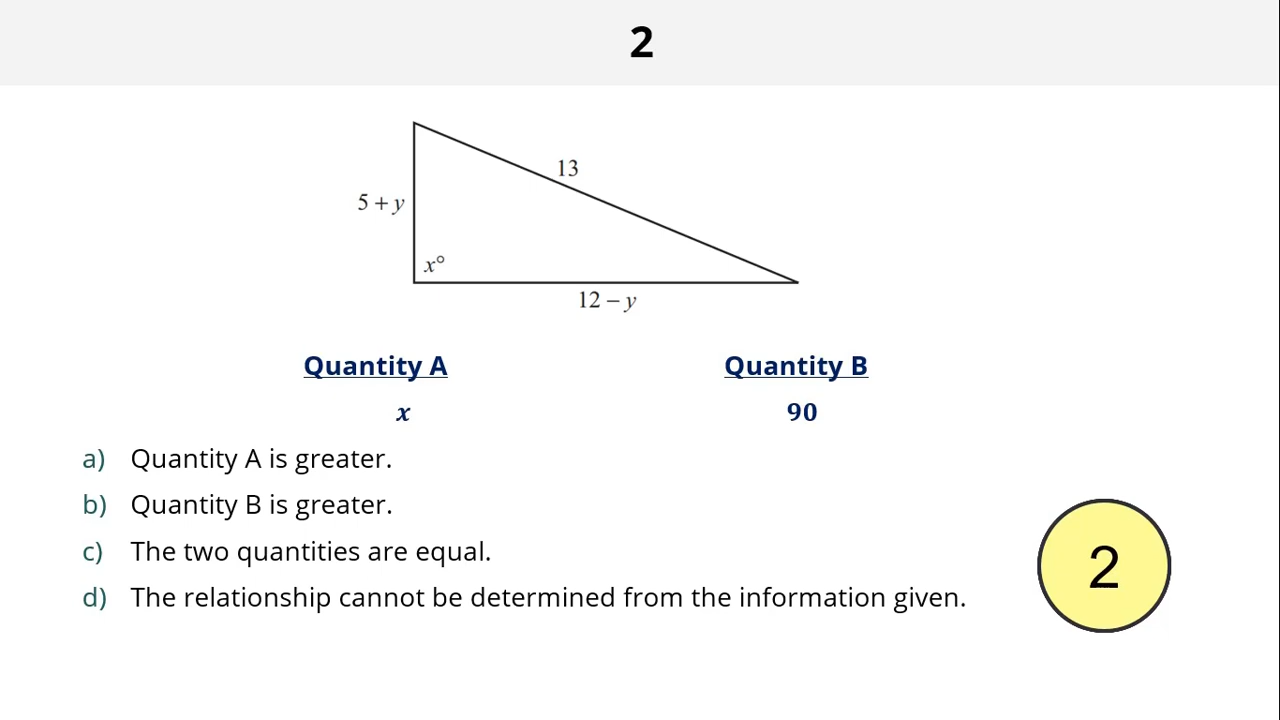 2
13
5 + y
x°
12 – y
Quantity A Quantity B
x 90
a) Quantity A is greater.
b) Quantity B is greater.
c) The two quantities are equal.
d) The relationship cannot be determined from the information given.
2